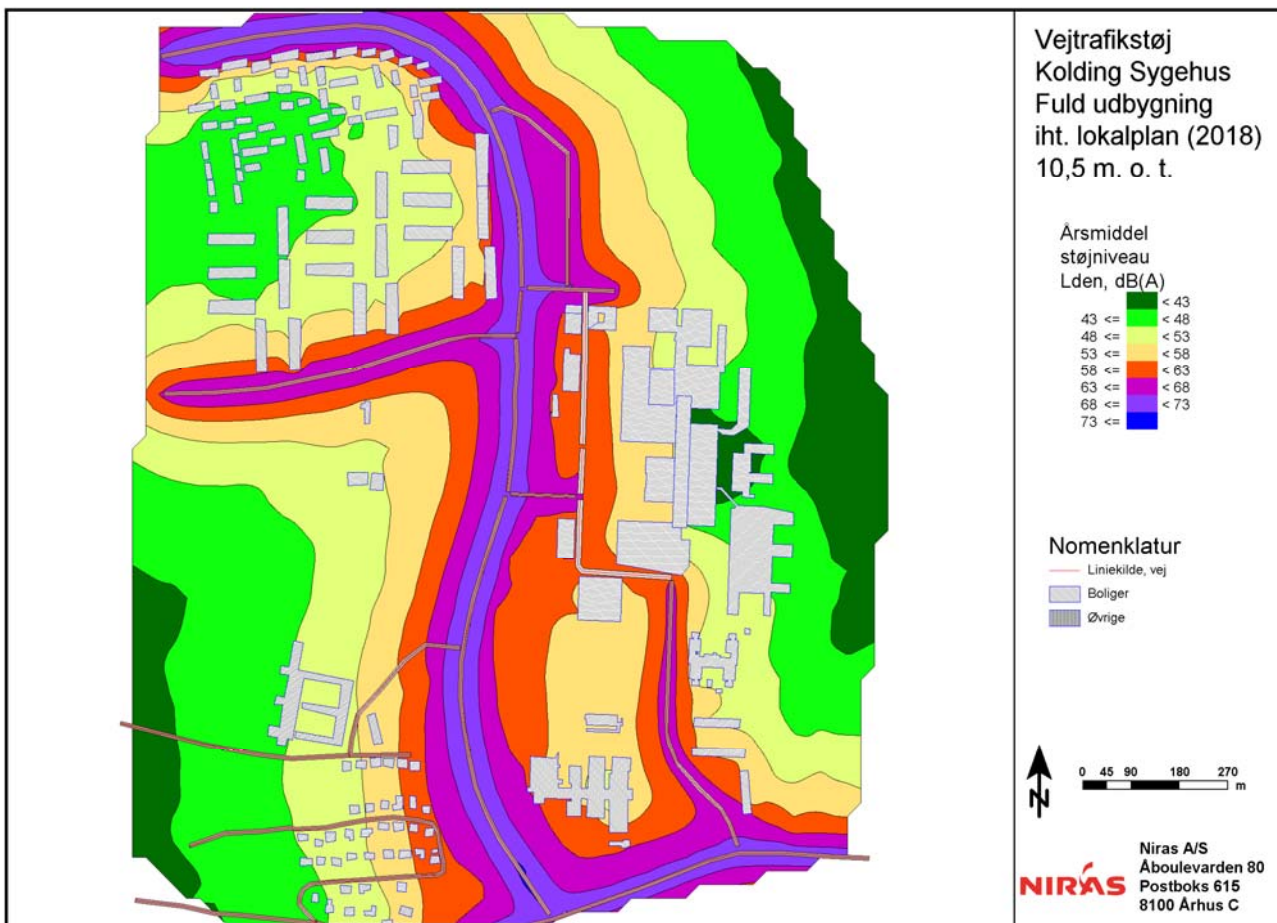 Vejtrafikstøj
Kolding Sygehus
Fuld udbygning
iht. lokalplan (2018)
10,5 m. o. t.
Årsmiddel
støjniveau
Lden, dB(A)
< 43
43 <= < 48
48 <= < 53
53 <= < 58
58 <= < 63
63 <= < 68
68 <= < 73
73 <=
Nomenklatur
Liniekilde, vej
Boliger
Øvrige
N
0 45 90 180 270
m
NIRAS
Niras A/S
Åboulevarden 80
Postboks 615
8100 Århus C